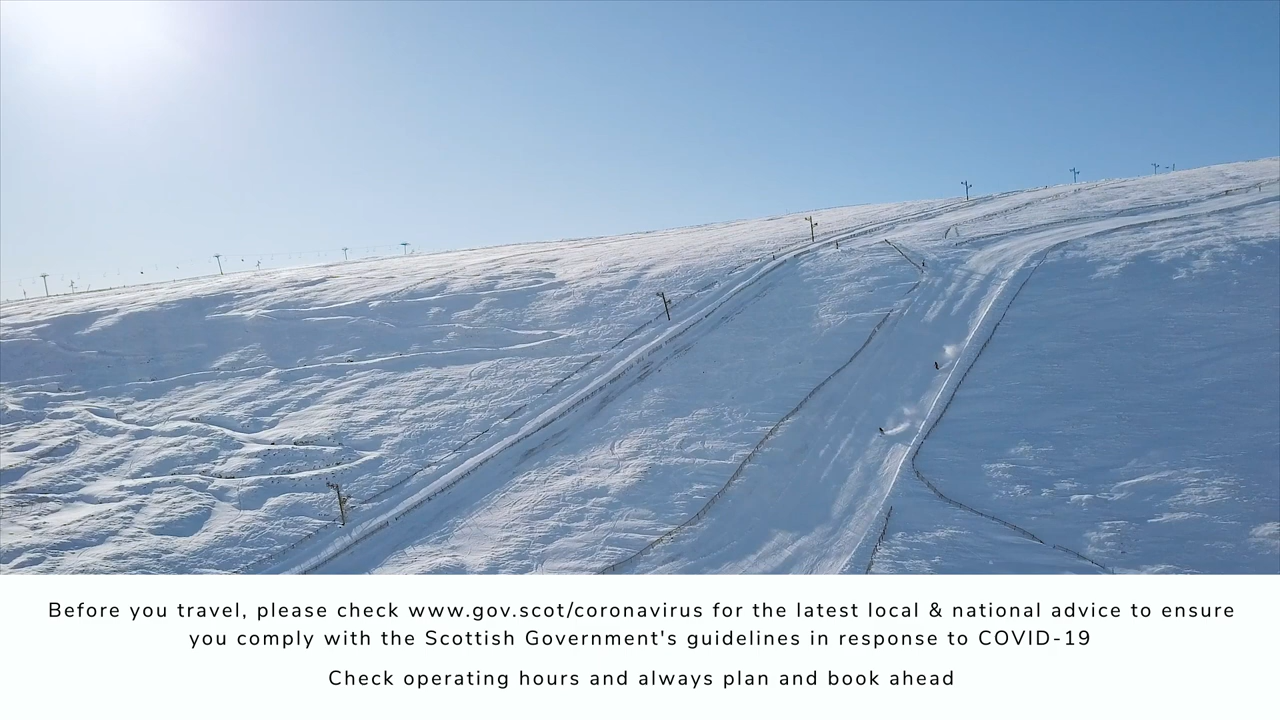 Before you travel, please check www.gov.scot/coronavirus for the latest local & national advice to ensure
you comply with the Scottish Government's guidelines in response to COVID-19
Check operating hours and always plan and book ahead